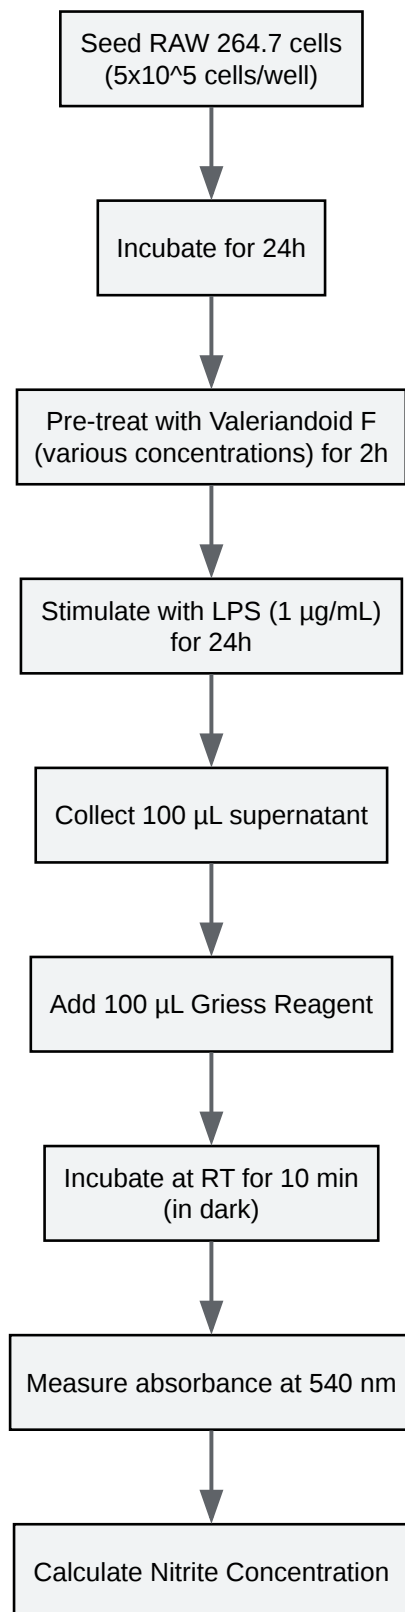 Seed RAW 264.7 cells
(5x10^5 cells/well)
Incubate for 24h
Pre-treat with Valeriandoid F
(various concentrations) for 2h
Stimulate with LPS (1 µg/mL)
for 24h
Collect 100 µL supernatant
Add 100 µL Griess Reagent
Incubate at RT for 10 min
(in dark)
Measure absorbance at 540 nm
Calculate Nitrite Concentration